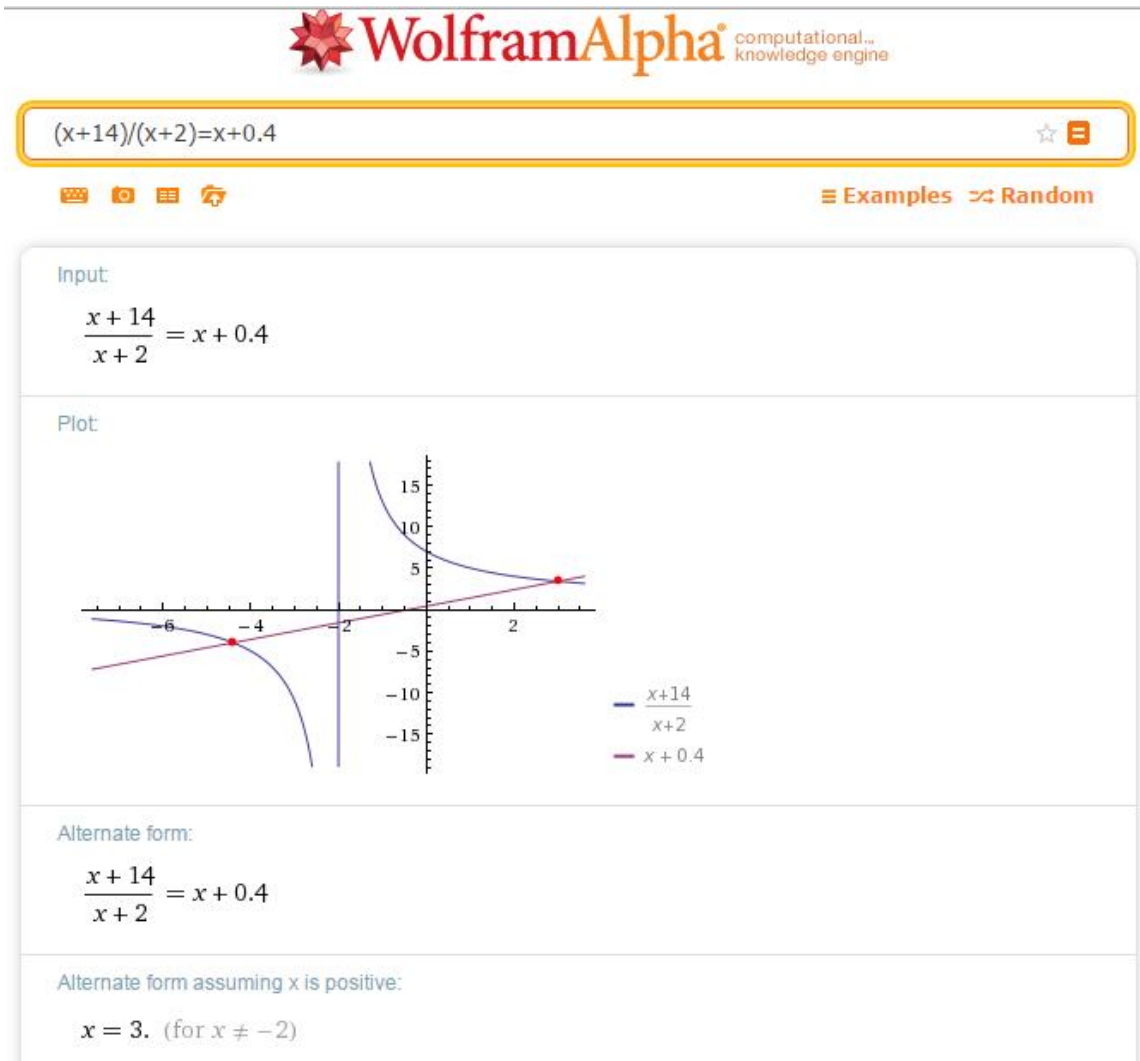 WolframAlpha computational... knowledge engine
(x+14)/(x+2)=x+0.4
Examples Random
Input:
x + 14
x + 2
= x + 0.4
Plot:
15
10
5
−6 −4 −2 2
−5
−10
−15
x+14
x+2
x + 0.4
Alternate form:
x + 14
x + 2
= x + 0.4
Alternate form assuming x is positive:
x = 3. (for x ≠ −2)